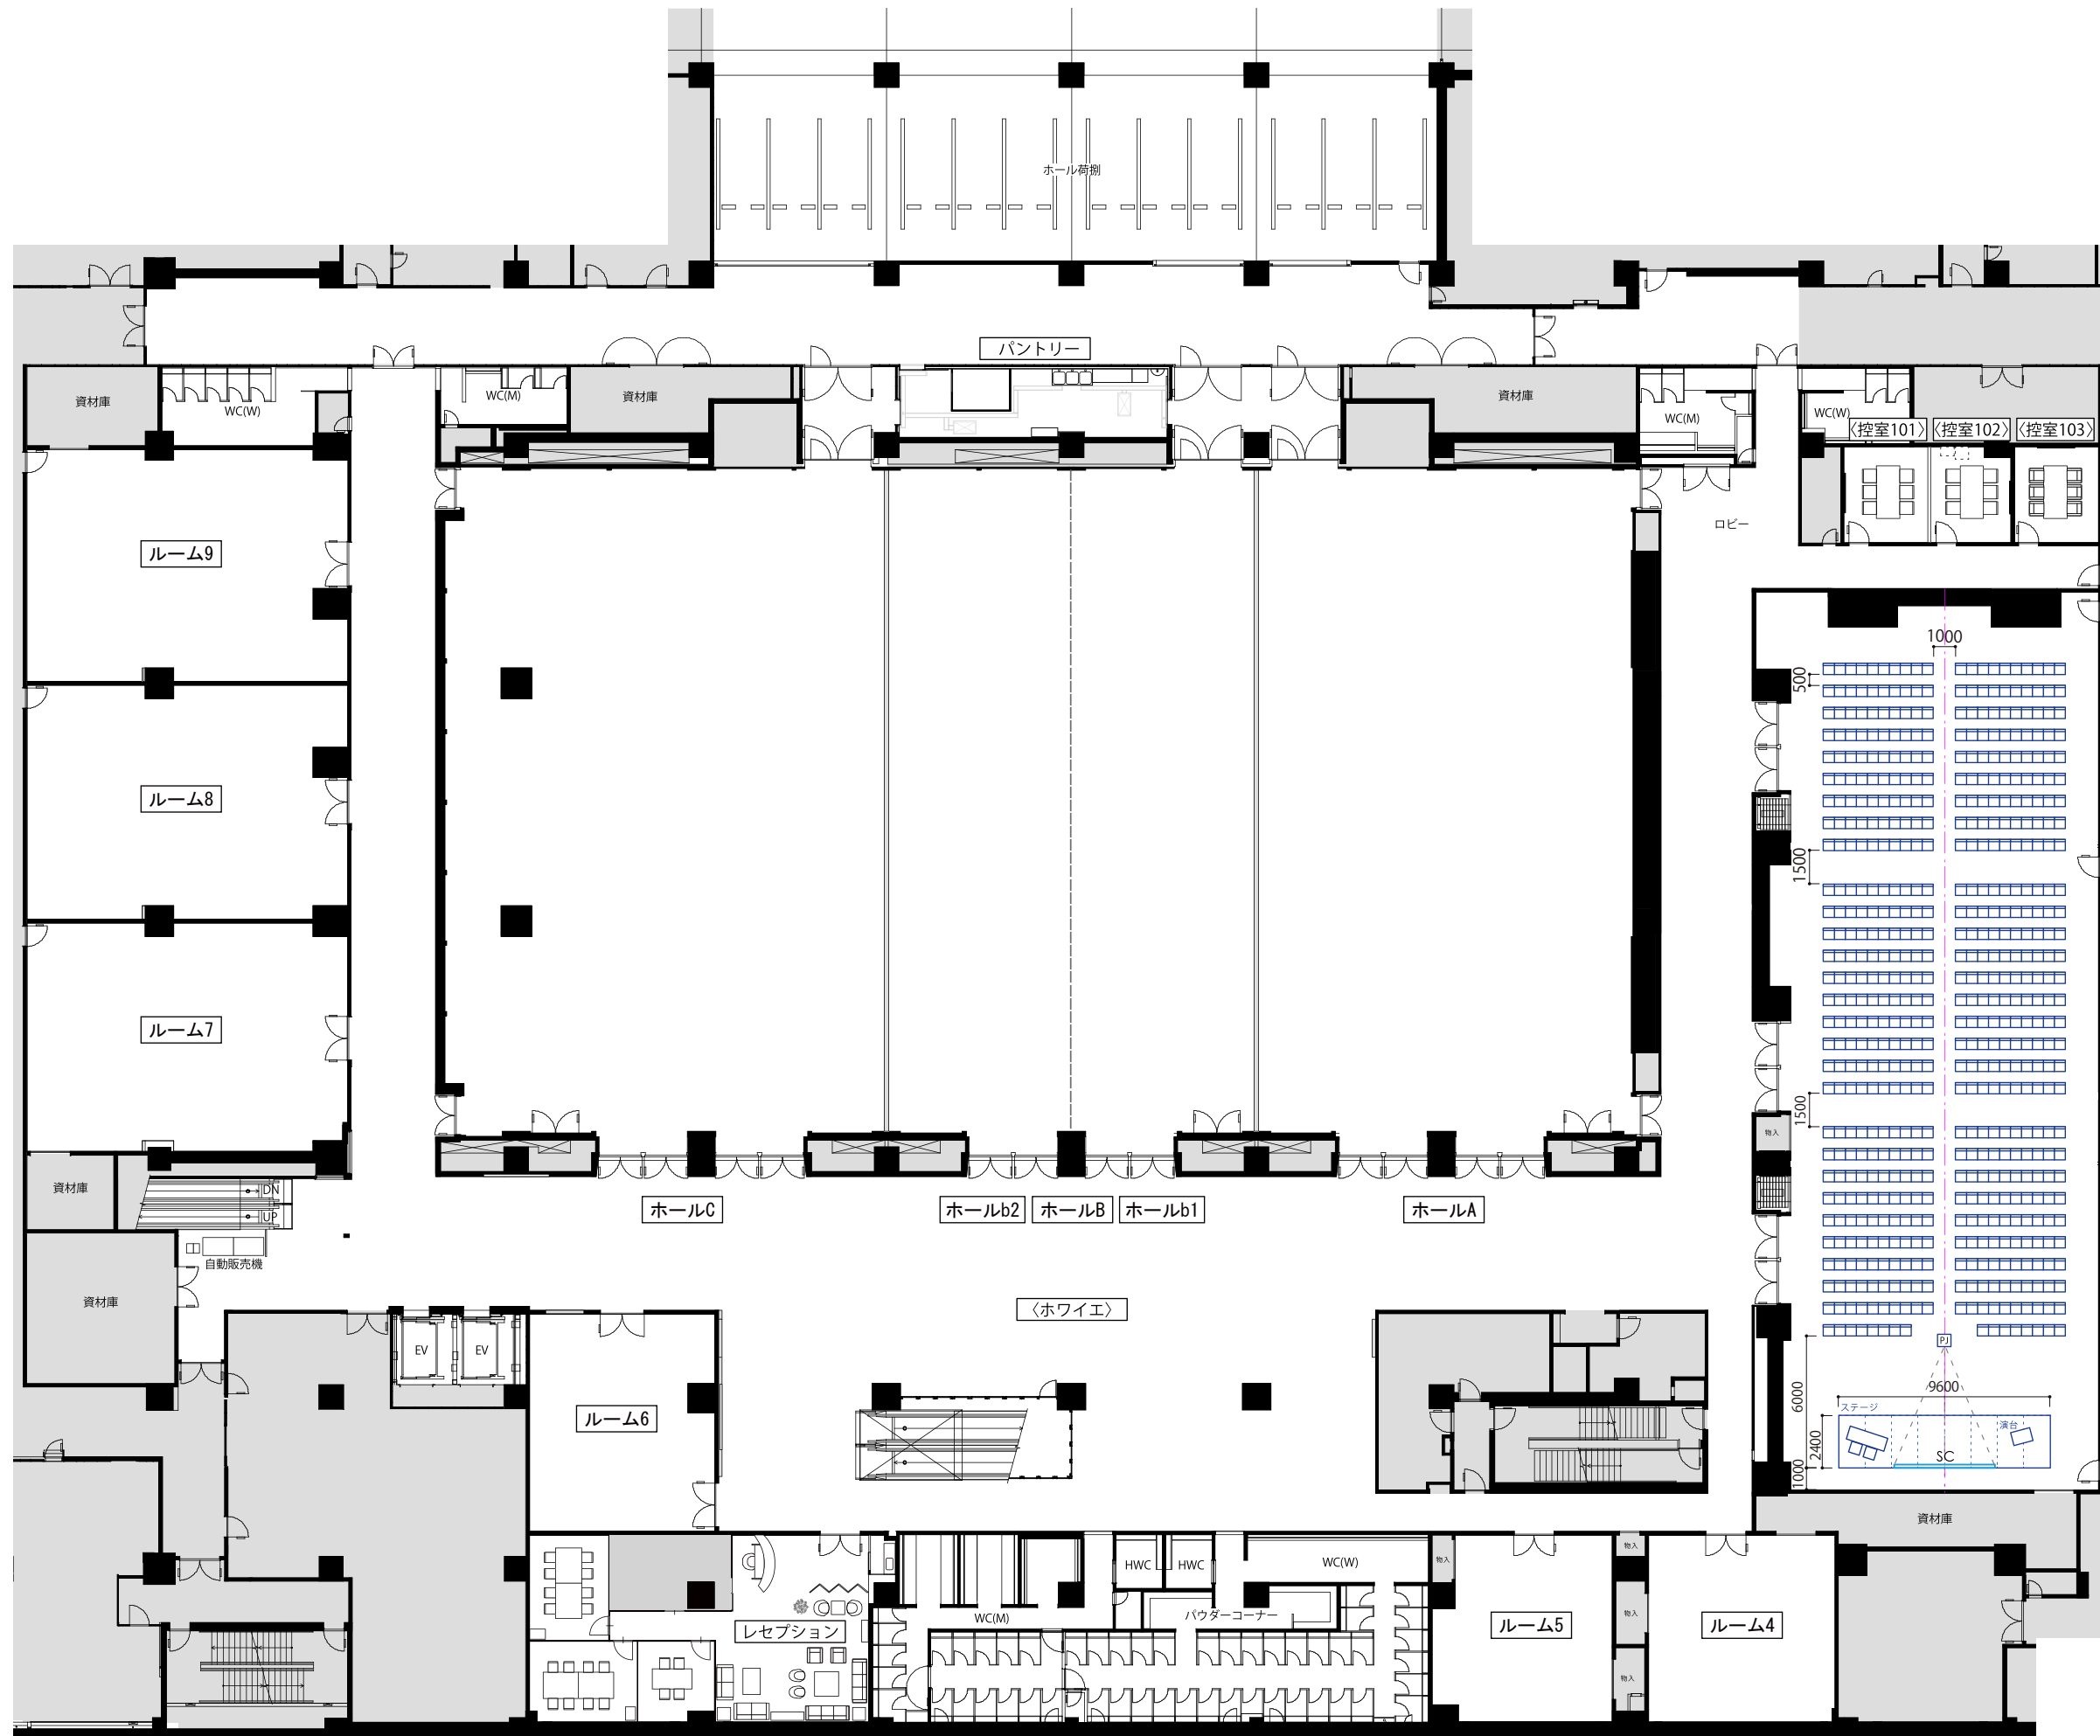 ホール荷捌
パントリー
資材庫
WC(W)
WC(M)
資材庫
資材庫
WC(M)
WC(W)
〈控室101〉
〈控室102〉
〈控室103〉
ロビー
ルーム9
ルーム8
ルーム7
1000
500
1500
1500
物入
資材庫
DN
UP
自動販売機
資材庫
ホールC
ホールb2
ホールB
ホールb1
ホールA
〈ホワイエ〉
EV
EV
ルーム6
PJ
6000
9600
ステージ
演台
2400
SC
1000
資材庫
HWC
HWC
WC(W)
物入
物入
WC(M)
パウダーコーナー
レセプション
ルーム5
物入
ルーム4
物入